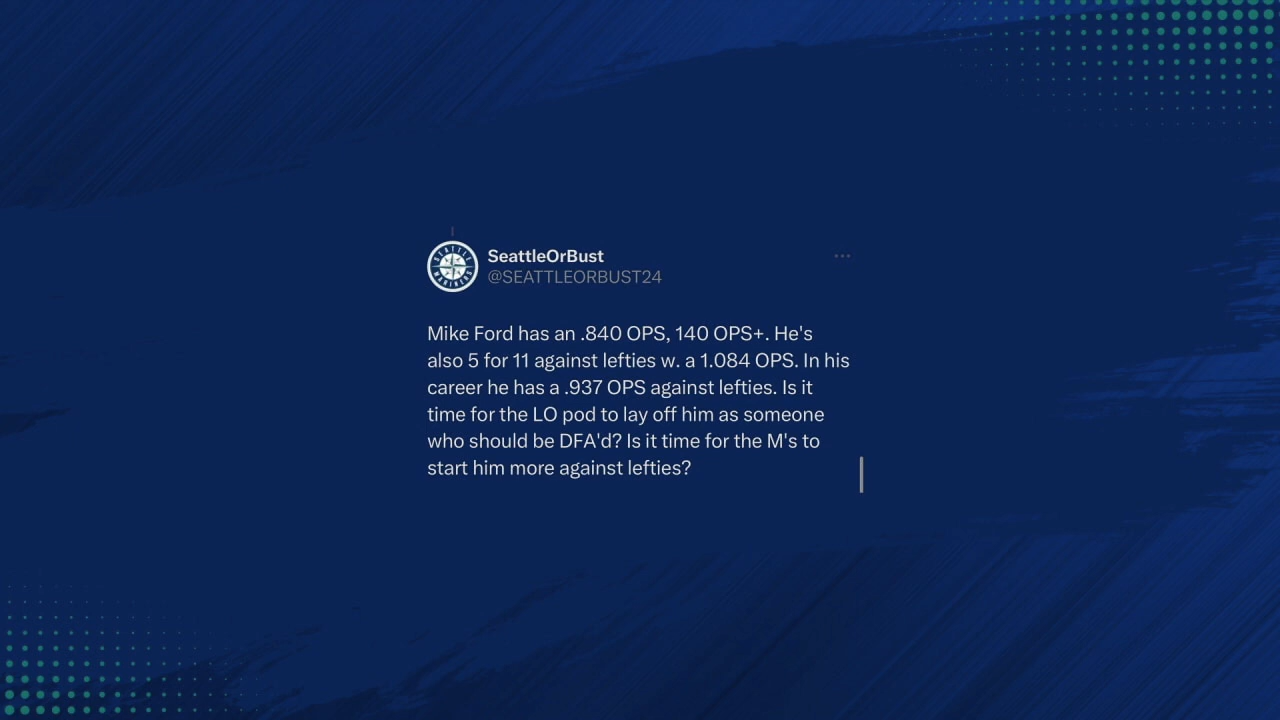 SeattleOrBust
@SEATTLEORBUST24
Mike Ford has an .840 OPS, 140 OPS+. He's
also 5 for 11 against lefties w. a 1.084 OPS. In his
career he has a .937 OPS against lefties. Is it
time for the LO pod to lay off him as someone
who should be DFA'd? Is it time for the M's to
start him more against lefties?